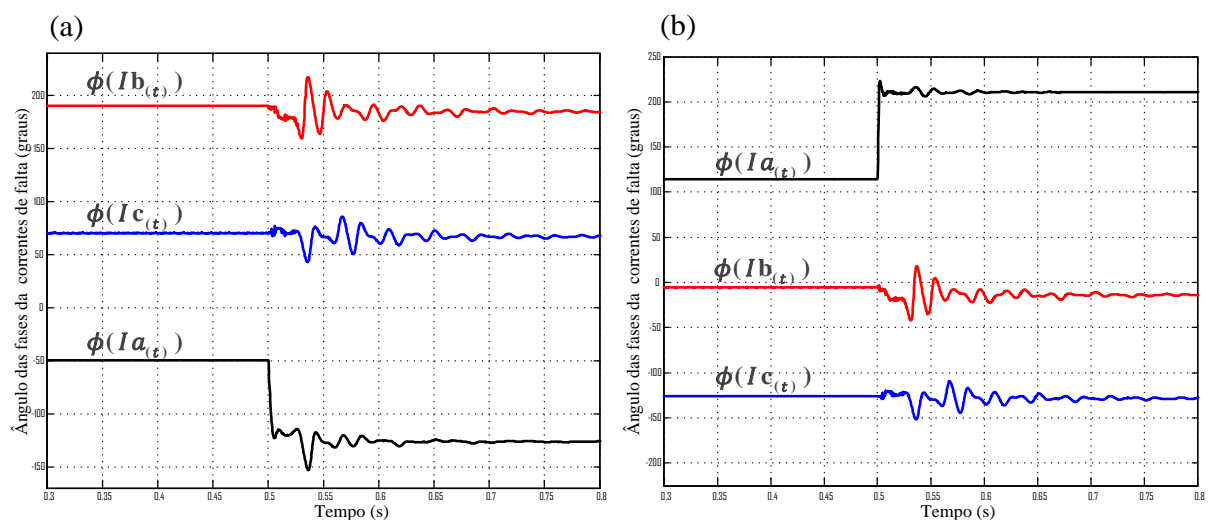 (a)
Ângulo das fases da correntes de falta (graus)
200
150
100
50
0
-50
-100
-150
ϕ(Ib(t))
ϕ(Ic(t))
ϕ(Ia(t))
0.3 0.35 0.4 0.45 0.5 0.55 0.6 0.65 0.7 0.75 0.8
Tempo (s)
(b)
Ângulo das fases da correntes de falta (graus)
250
200
150
100
50
0
-50
-100
-150
-200
ϕ(Ia(t))
ϕ(Ib(t))
ϕ(Ic(t))
0.3 0.35 0.4 0.45 0.5 0.55 0.6 0.65 0.7 0.75 0.8
Tempo (s)